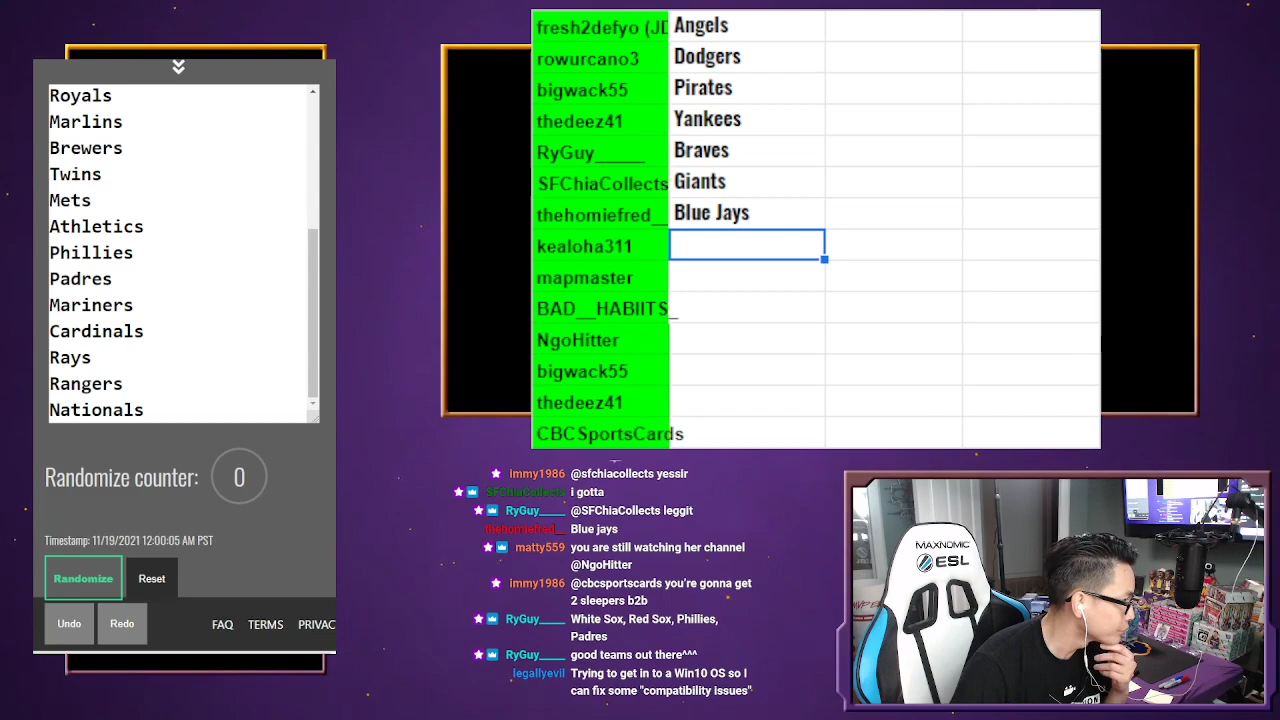 Royals
Marlins
Brewers
Twins
Mets
Athletics
Phillies
Padres
Mariners
Cardinals
Rays
Rangers
Nationals
Randomize counter: 0
Timestamp: 11/19/2021 12:00:05 AM PST
Randomize Reset
Undo Redo FAQ TERMS PRIVAC
fresh2defyo (JD Angels
rowurcano3 Dodgers
bigwack55 Pirates
thedeez41 Yankees
RyGuy_____ Braves
SFChiaCollects Giants
thehomiefred__ Blue Jays
kealoha311
mapmaster
BAD__HABIITS_
NgoHitter
bigwack55
thedeez41
CBCSportsCards
immy1986 @sfchiacollects yessir
SFChiaCollects i gotta
RyGuy_____ @SFChiaCollects leggit
thehomiefred__ Blue jays
matty559 you are still watching her channel
@NgoHitter
immy1986 @cbcsportscards you're gonna get
2 sleepers b2b
RyGuy_____ White Sox, Red Sox, Phillies,
Padres
RyGuy_____ good teams out there^^^
legallyevil Trying to get in to a Win10 OS so I
can fix some "compatibility issues"
MAXNOMIC
ESL